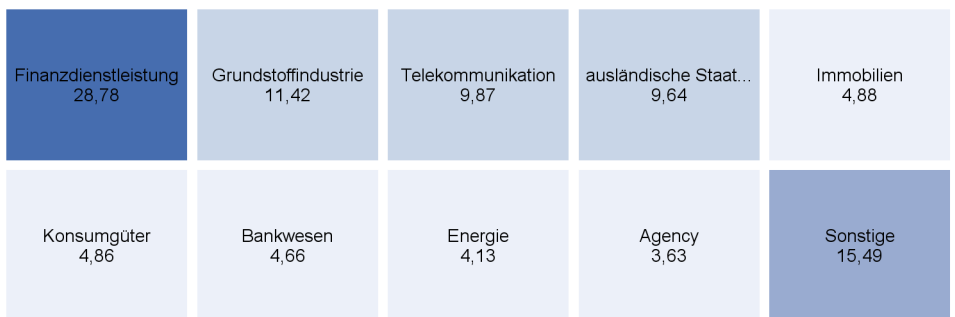 Finanzdienstleistung
28,78
Grundstoffindustrie
11,42
Telekommunikation
9,87
ausländische Staat...
9,64
Immobilien
4,88
Konsumgüter
4,86
Bankwesen
4,66
Energie
4,13
Agency
3,63
Sonstige
15,49